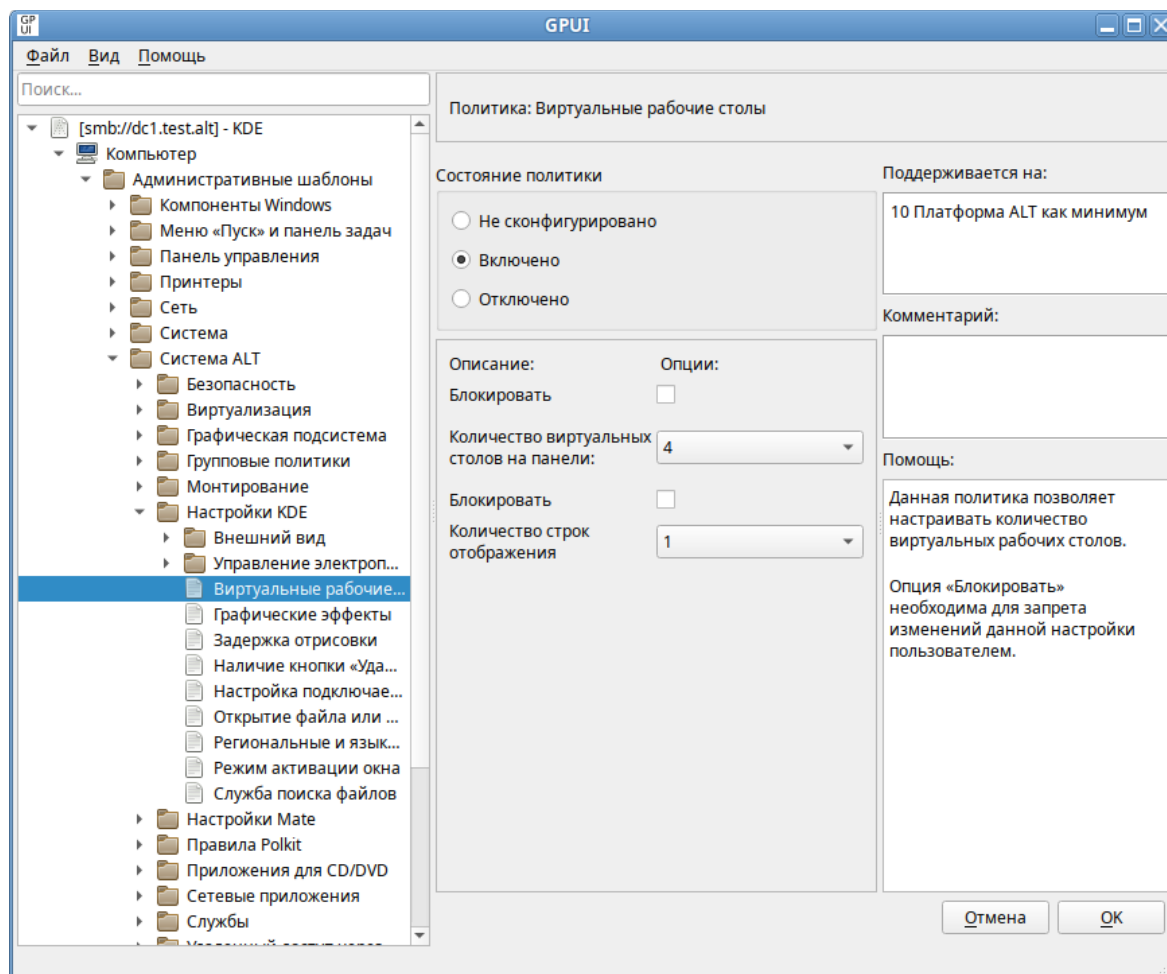 GPUI
GPUI
Файл Вид Помощь
Поиск...
[smb://dc1.test.alt] - KDE
Компьютер
Административные шаблоны
Компоненты Windows
Меню «Пуск» и панель задач
Панель управления
Принтеры
Сеть
Система
Система ALT
Безопасность
Виртуализация
Графическая подсистема
Групповые политики
Монтирование
Настройки KDE
Внешний вид
Управление электроп...
Виртуальные рабочие...
Графические эффекты
Задержка отрисовки
Наличие кнопки «Уда...
Настройка подключае...
Открытие файла или ...
Региональные и язык...
Режим активации окна
Служба поиска файлов
Настройки Mate
Правила Polkit
Приложения для CD/DVD
Сетевые приложения
Службы
Политика: Виртуальные рабочие столы
Состояние политики
Не сконфигурировано
Включено
Отключено
Описание: Опции:
Блокировать
Количество виртуальных
столов на панели:
4
Блокировать
Количество строк
отображения
1
Поддерживается на:
10 Платформа ALT как минимум
Комментарий:
Помощь:
Данная политика позволяет
настраивать количество
виртуальных рабочих столов.
Опция «Блокировать»
необходима для запрета
изменений данной настройки
пользователем.
Отмена OK